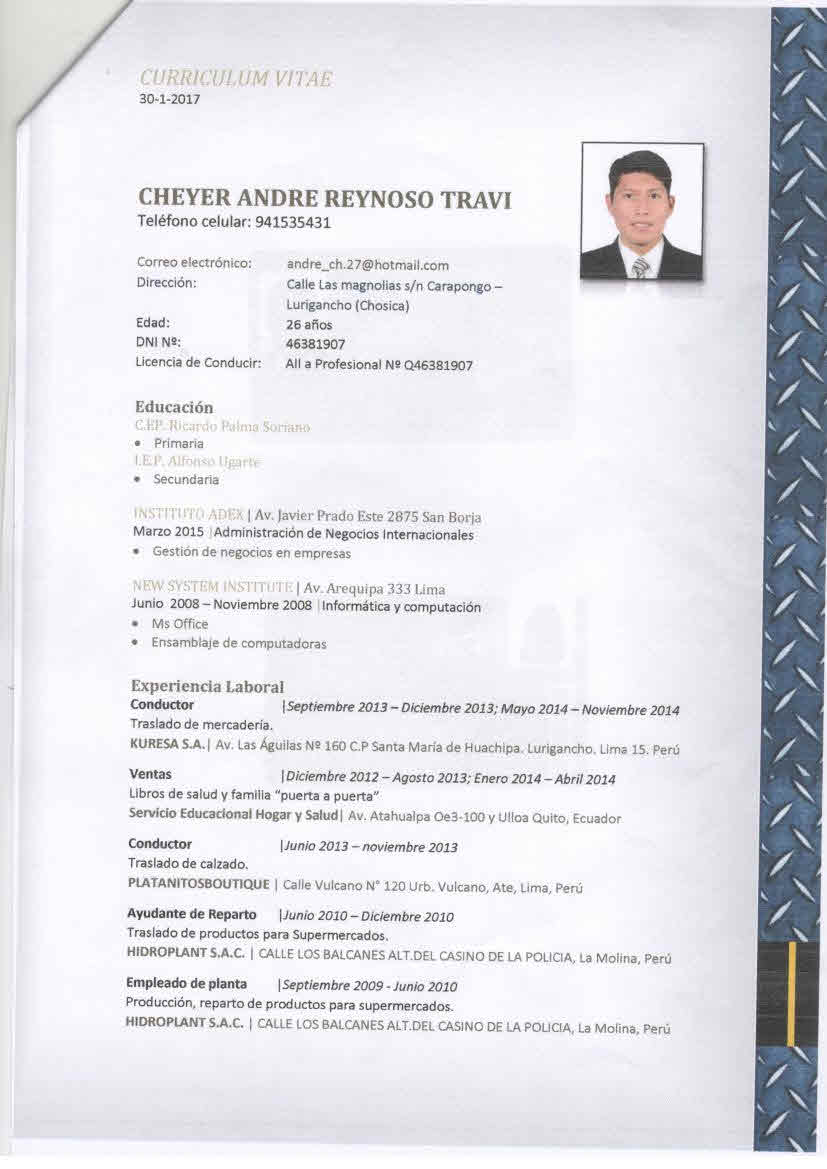 CURRICULUM VITAE
30-1-2017
CHEYER ANDRE REYNOSO TRAVI
Teléfono celular: 941535431
Correo electrónico: andre_ch.27@hotmail.com
Dirección: Calle Las magnolias s/n Carapongo –
Lurigancho (Chosica)
Edad: 26 años
DNI Nº: 46381907
Licencia de Conducir: All a Profesional Nº Q46381907
Educación
C.EP. Ricardo Palma Soriano
• Primaria
I.E.P. Alfonso Ugarte
• Secundaria
INSTITUTO ADEX | Av. Javier Prado Este 2875 San Borja
Marzo 2015 |Administración de Negocios Internacionales
• Gestión de negocios en empresas
NEW SYSTEM INSTITUTE | Av. Arequipa 333 Lima
Junio 2008 – Noviembre 2008 |Informática y computación
• Ms Office
• Ensamblaje de computadoras
Experiencia Laboral
Conductor |Septiembre 2013 – Diciembre 2013; Mayo 2014 – Noviembre 2014
Traslado de mercadería.
KURESA S.A.| Av. Las Águilas Nº 160 C.P Santa María de Huachipa. Lurigancho. Lima 15. Perú
Ventas |Diciembre 2012 – Agosto 2013; Enero 2014 – Abril 2014
Libros de salud y familia "puerta a puerta"
Servicio Educacional Hogar y Salud| Av. Atahualpa Oe3-100 y Ulloa Quito, Ecuador
Conductor |Junio 2013 – noviembre 2013
Traslado de calzado.
PLATANITOSBOUTIQUE | Calle Vulcano N° 120 Urb. Vulcano, Ate, Lima, Perú
Ayudante de Reparto |Junio 2010 – Diciembre 2010
Traslado de productos para Supermercados.
HIDROPLANT S.A.C. | CALLE LOS BALCANES ALT.DEL CASINO DE LA POLICIA, La Molina, Perú
Empleado de planta |Septiembre 2009 - Junio 2010
Producción, reparto de productos para supermercados.
HIDROPLANT S.A.C. | CALLE LOS BALCANES ALT.DEL CASINO DE LA POLICIA, La Molina, Perú